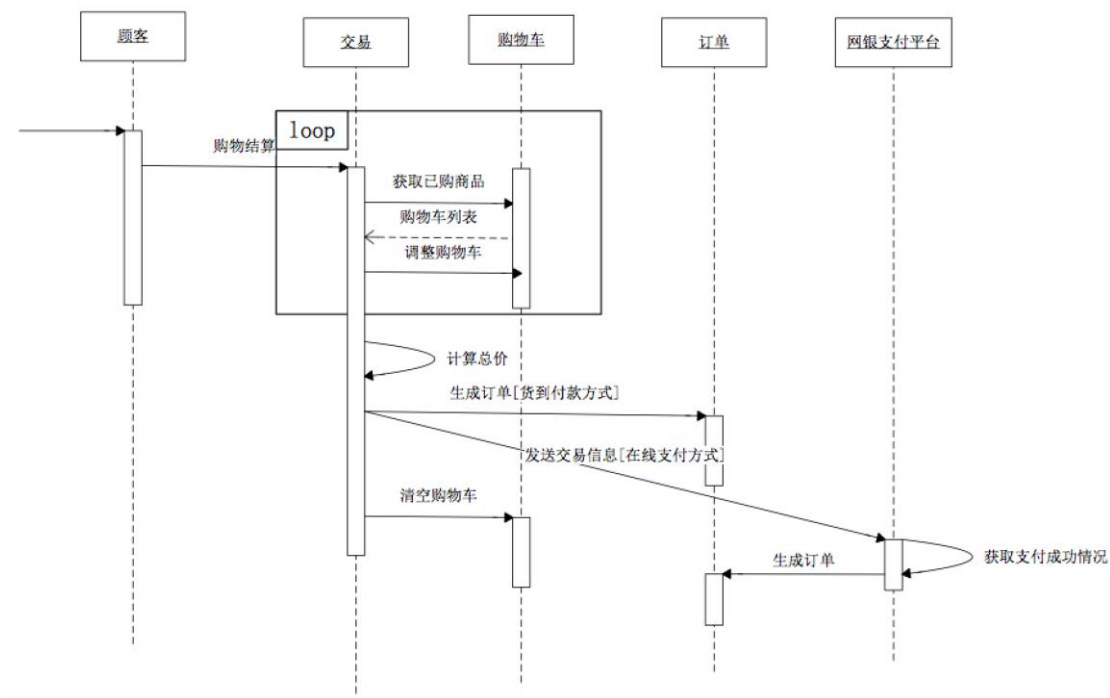 顾客
交易
购物车
订单
网银支付平台
loop
购物结算
获取已购商品
购物车列表
调整购物车
计算总价
生成订单[货到付款方式]
发送交易信息[在线支付方式]
清空购物车
获取支付成功情况
生成订单